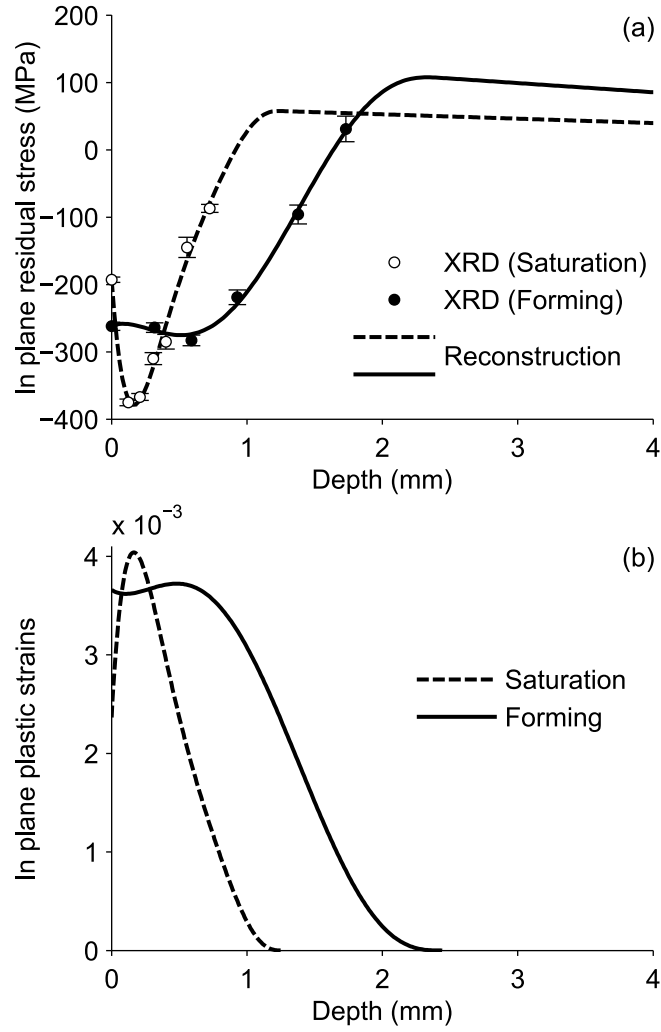 (a)
In plane residual stress (MPa)
200
100
0
−100
−200
−300
−400
XRD (Saturation)
XRD (Forming)
Reconstruction
0 1 2 3 4
Depth (mm)
(b)
x 10⁻³
In plane plastic strains
4
3
2
1
0
Saturation
Forming
0 1 2 3 4
Depth (mm)